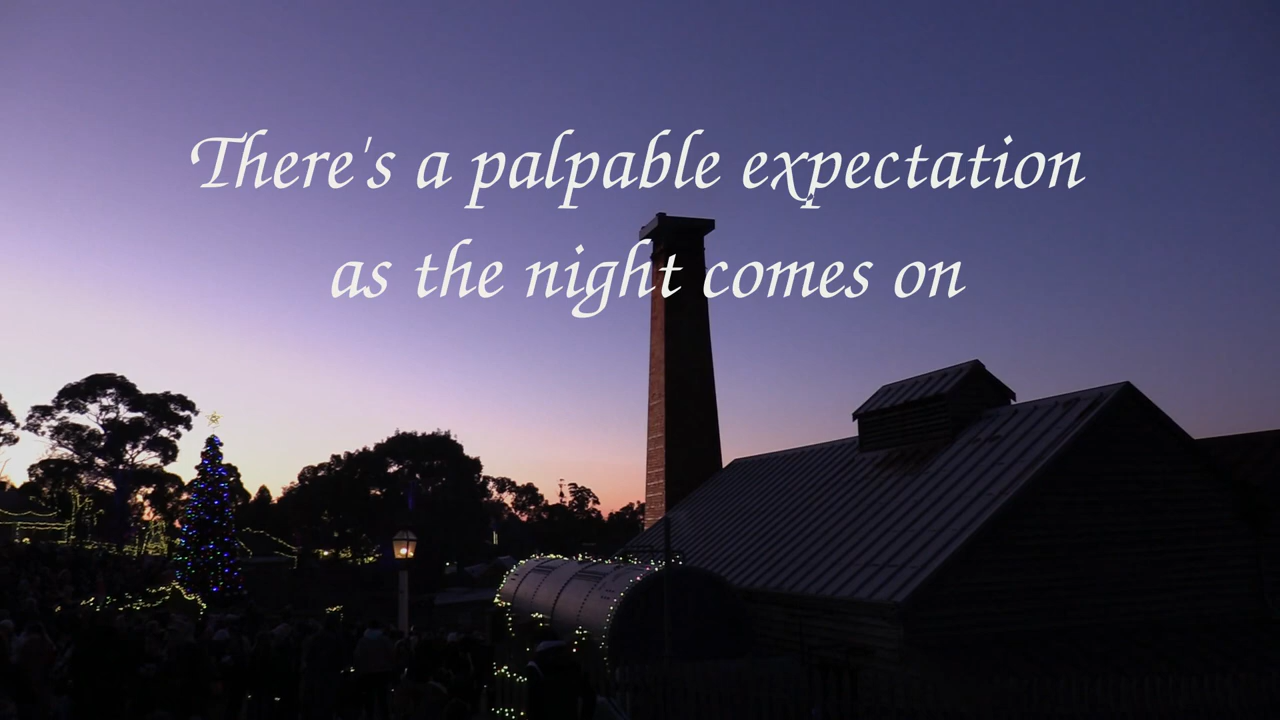 There's a palpable expectation
as the night comes on